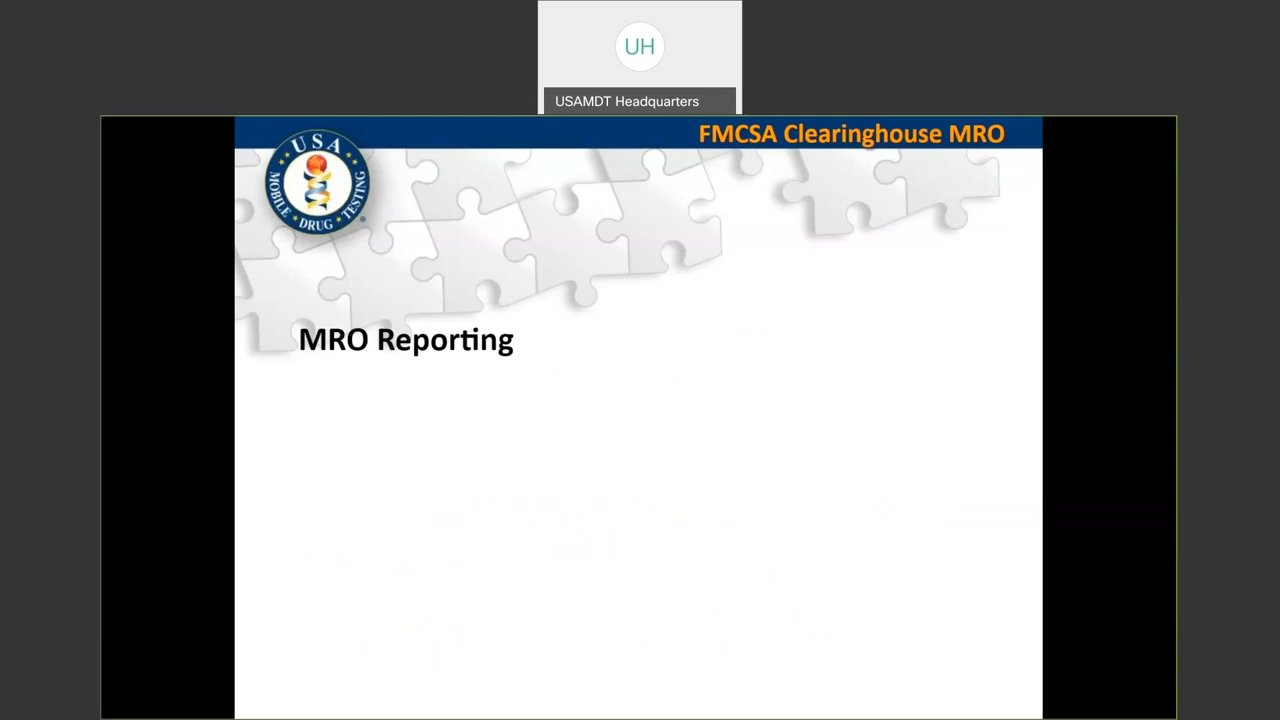 UH
USAMDT Headquarters
FMCSA Clearinghouse MRO
USA
MOBILE DRUG TESTING
MRO Reporting